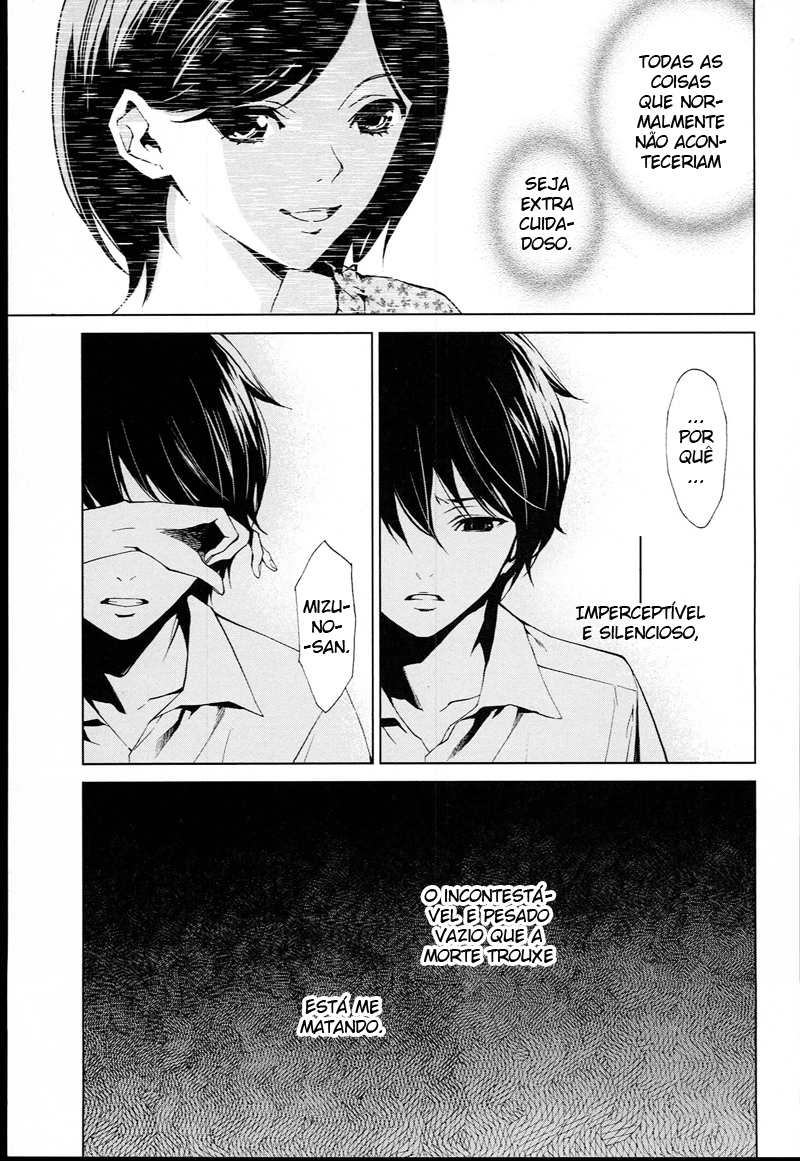 TODAS AS
COISAS
QUE NOR-
MALMENTE
NÃO ACON-
TECERIAM
SEJA
EXTRA
CUIDA-
DOSO.
...
POR
QUÊ
...
IMPERCEPTÍVEL
E SILENCIOSO,
MIZU-
NO-
-SAN.
O INCONTESTÁ-
VEL E PESADO
VAZIO QUE A
MORTE TROUXE
ESTÁ ME
MATANDO.